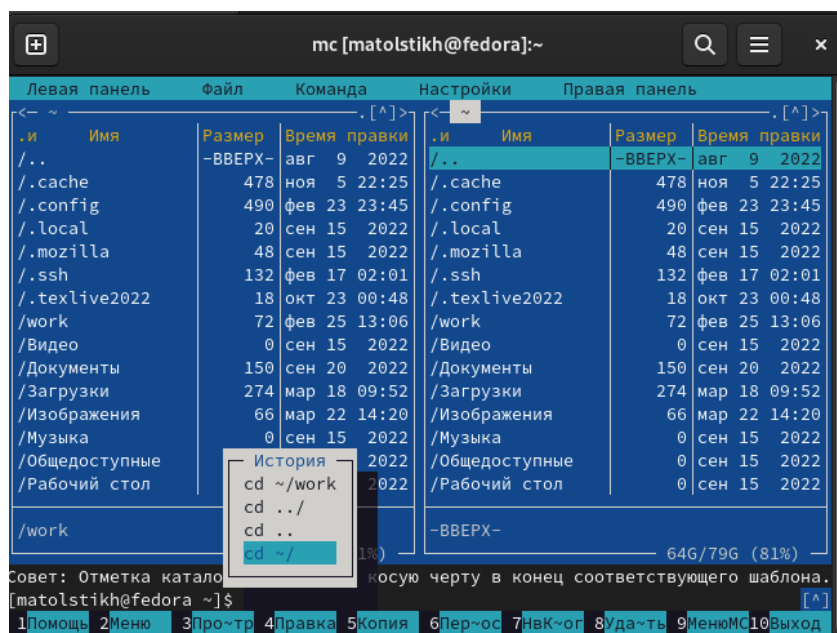 mc [matolstikh@fedora]:~
Левая панель Файл Команда Настройки Правая панель
<— ~ .[^]> <— ~ .[^]>
.и Имя Размер Время правки .и Имя Размер Время правки
/.. -ВВЕРХ- авг 9 2022 /.. -ВВЕРХ- авг 9 2022
/.cache 478 ноя 5 22:25 /.cache 478 ноя 5 22:25
/.config 490 фев 23 23:45 /.config 490 фев 23 23:45
/.local 20 сен 15 2022 /.local 20 сен 15 2022
/.mozilla 48 сен 15 2022 /.mozilla 48 сен 15 2022
/.ssh 132 фев 17 02:01 /.ssh 132 фев 17 02:01
/.texlive2022 18 окт 23 00:48 /.texlive2022 18 окт 23 00:48
/work 72 фев 25 13:06 /work 72 фев 25 13:06
/Видео 0 сен 15 2022 /Видео 0 сен 15 2022
/Документы 150 сен 20 2022 /Документы 150 сен 20 2022
/Загрузки 274 мар 18 09:52 /Загрузки 274 мар 18 09:52
/Изображения 66 мар 22 14:20 /Изображения 66 мар 22 14:20
/Музыка 0 сен 15 2022 /Музыка 0 сен 15 2022
/Общедоступные История 2022 /Общедоступные 0 сен 15 2022
/Рабочий стол cd ~/work 2022 /Рабочий стол 0 сен 15 2022
cd ../
/work cd .. -ВВЕРХ-
cd ~/ 1%) 64G/79G (81%)
Совет: Отметка катало косую черту в конец соответствующего шаблона.
[matolstikh@fedora ~]$ [^]
1Помощь 2Меню 3Про~тр 4Правка 5Копия 6Пер~ос 7НвК~ог 8Уда~ть 9МенюМС 10Выход